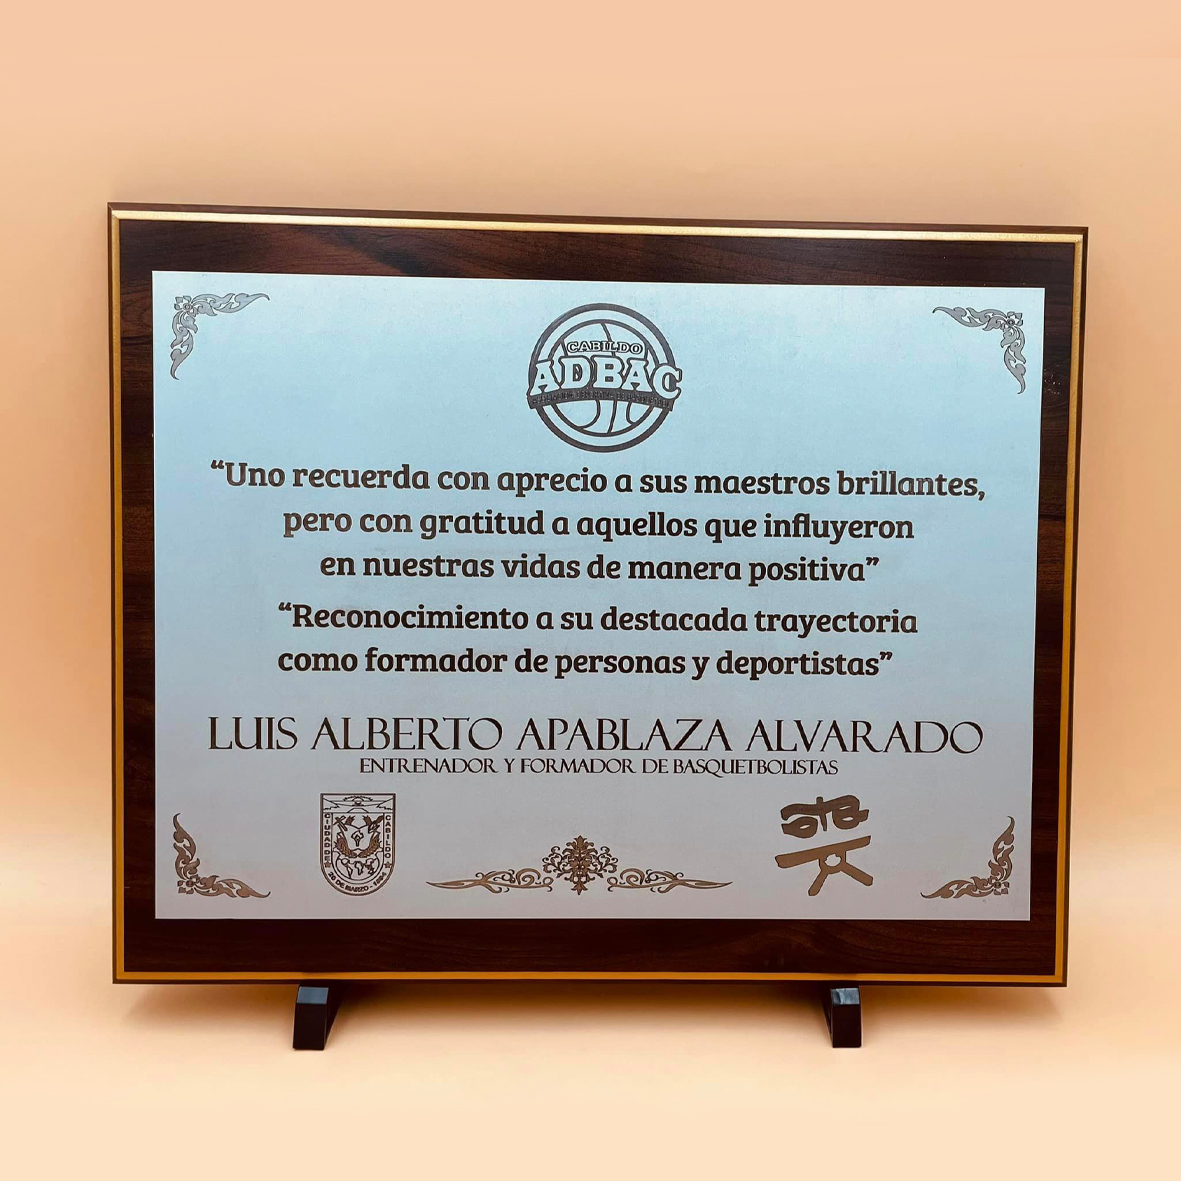 CABILDO
ADBAC
“Uno recuerda con aprecio a sus maestros brillantes,
pero con gratitud a aquellos que influyeron
en nuestras vidas de manera positiva”
“Reconocimiento a su destacada trayectoria
como formador de personas y deportistas”
LUIS ALBERTO APABLAZA ALVARADO
ENTRENADOR Y FORMADOR DE BASQUETBOLISTAS
CIUDAD DE CABILDO